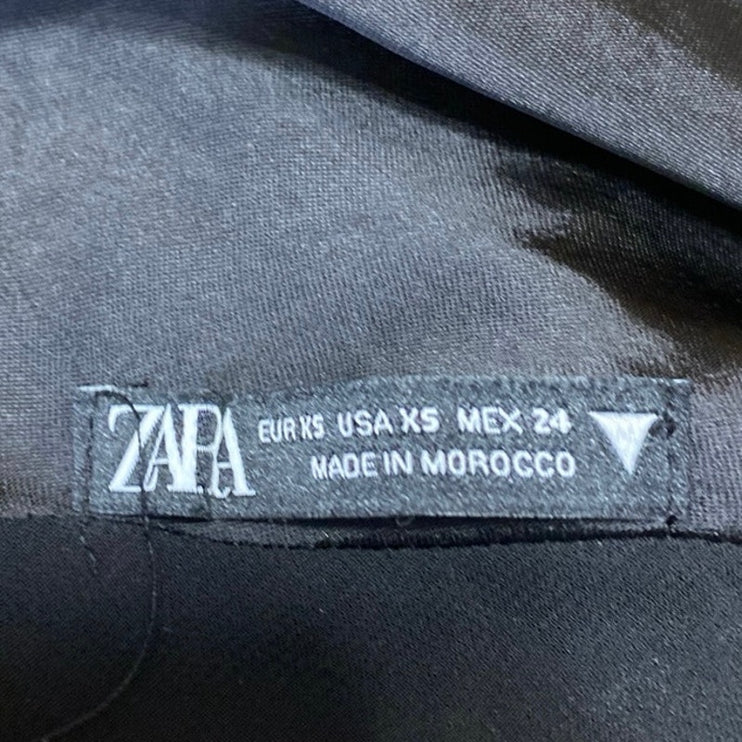 ZARA EUR XS USA XS MEX 24
MADE IN MOROCCO